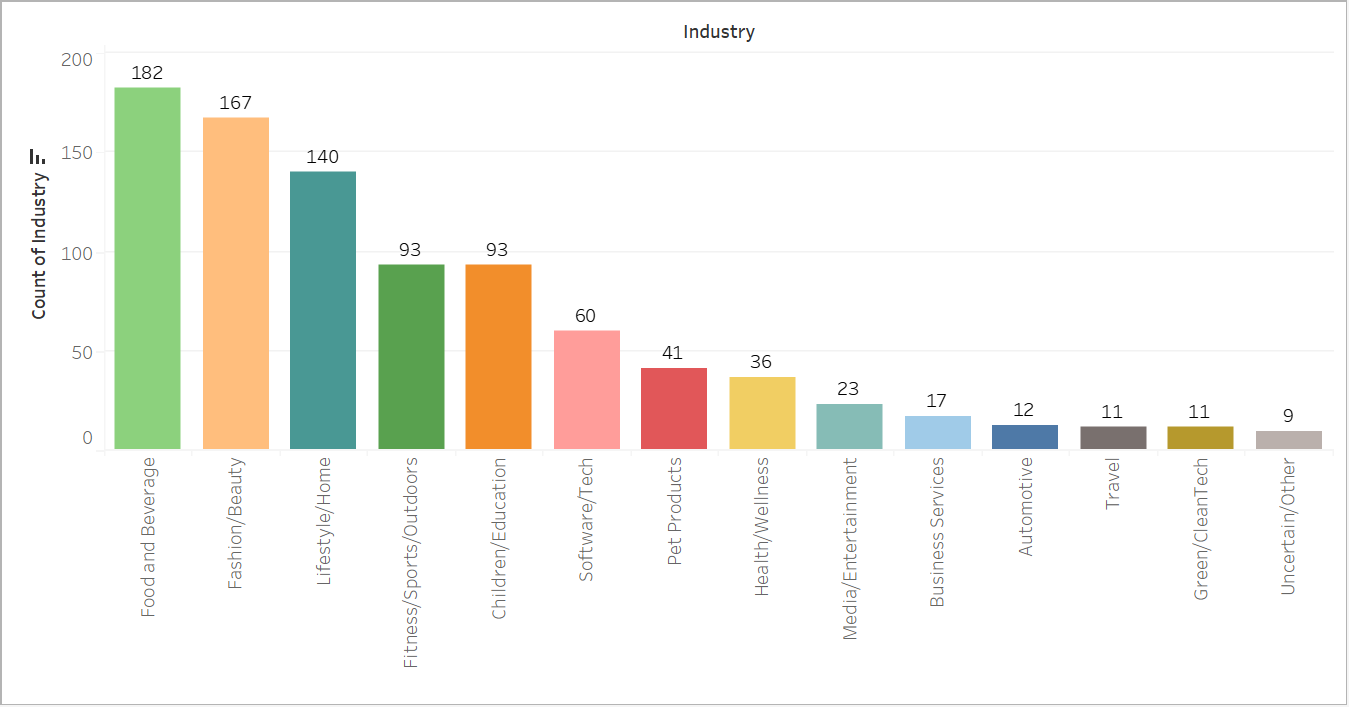 Industry
Count of Industry
200
150
100
50
0
182
167
140
93
93
60
41
36
23
17
12
11
11
9
Food and Beverage
Fashion/Beauty
Lifestyle/Home
Fitness/Sports/Outdoors
Children/Education
Software/Tech
Pet Products
Health/Wellness
Media/Entertainment
Business Services
Automotive
Travel
Green/CleanTech
Uncertain/Other